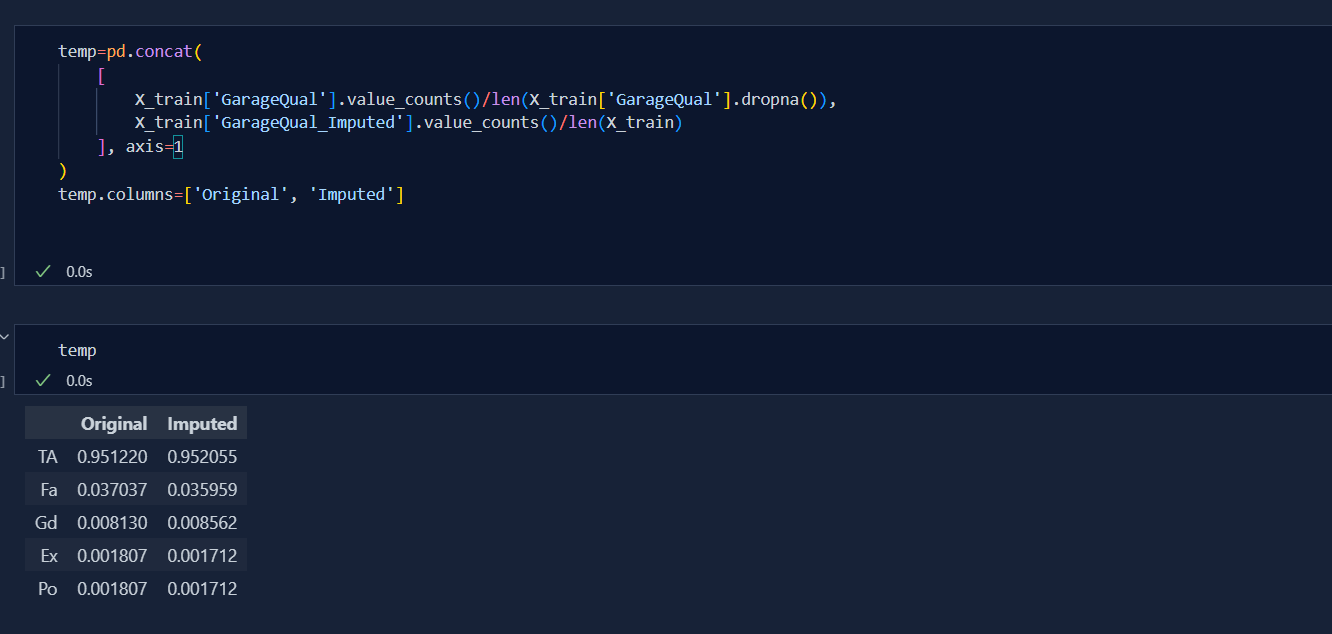 temp=pd.concat(
[
X_train['GarageQual'].value_counts()/len(X_train['GarageQual'].dropna()),
X_train['GarageQual_Imputed'].value_counts()/len(X_train)
], axis=1
)
temp.columns=['Original', 'Imputed']
] ✓ 0.0s
temp
] ✓ 0.0s
Original Imputed
TA 0.951220 0.952055
Fa 0.037037 0.035959
Gd 0.008130 0.008562
Ex 0.001807 0.001712
Po 0.001807 0.001712